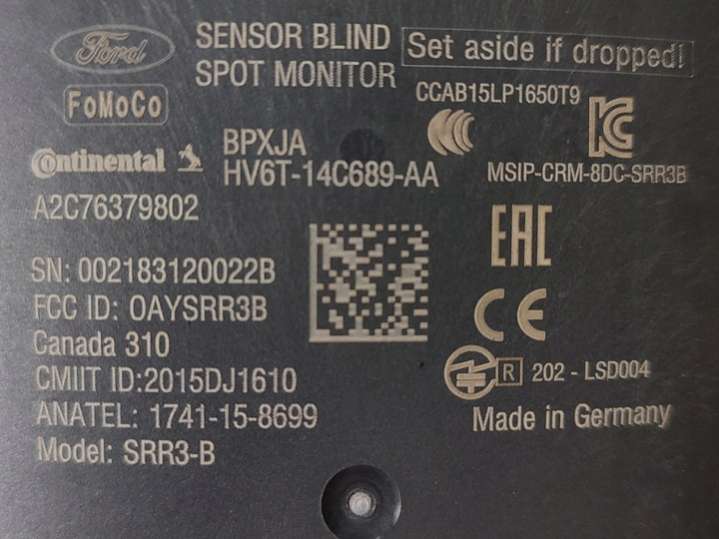 Ford
SENSOR BLIND
SPOT MONITOR
Set aside if dropped!
FoMoCo
CCAB15LP1650T9
Continental
BPXJA
HV6T-14C689-AA
MSIP-CRM-8DC-SRR3B
A2C76379802
EAC
SN: 002183120022B
FCC ID: OAYSRR3B
CE
Canada 310
R 202 - LSD004
CMIIT ID:2015DJ1610
ANATEL: 1741-15-8699
Made in Germany
Model: SRR3-B